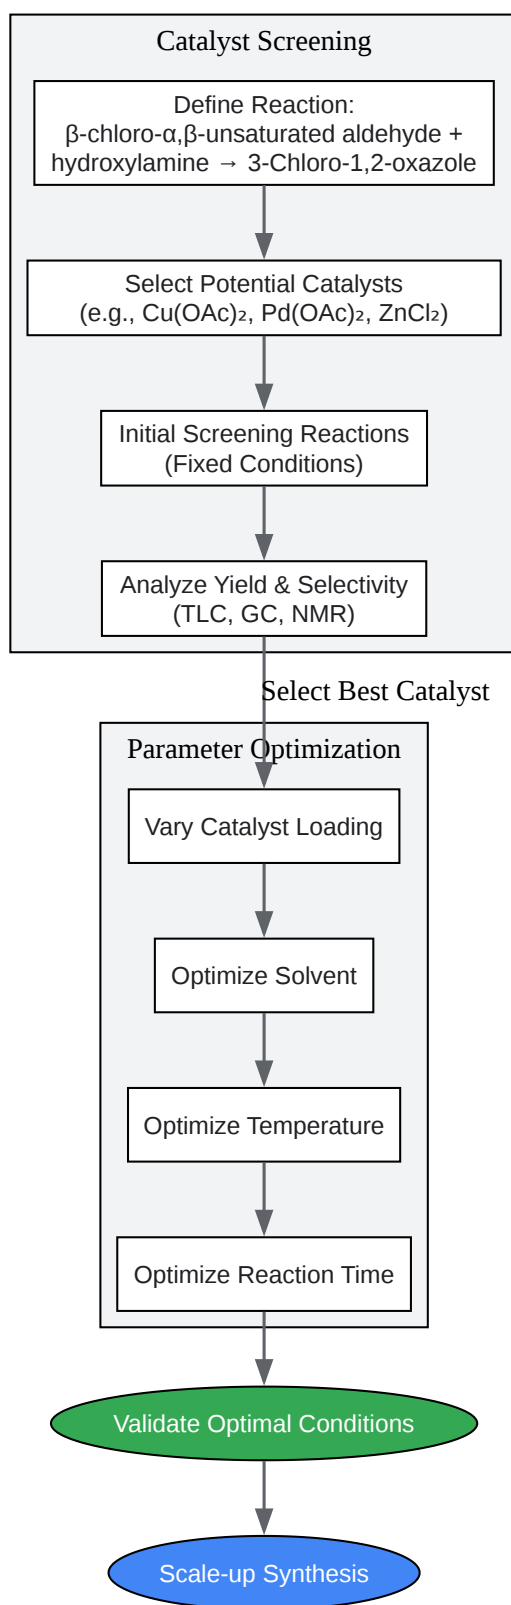 Catalyst Screening
Define Reaction:
β-chloro-α,β-unsaturated aldehyde +
hydroxylamine → 3-Chloro-1,2-oxazole
Select Potential Catalysts
(e.g., Cu(OAc)₂, Pd(OAc)₂, ZnCl₂)
Initial Screening Reactions
(Fixed Conditions)
Analyze Yield & Selectivity
(TLC, GC, NMR)
Select Best Catalyst
Parameter Optimization
Vary Catalyst Loading
Optimize Solvent
Optimize Temperature
Optimize Reaction Time
Validate Optimal Conditions
Scale-up Synthesis